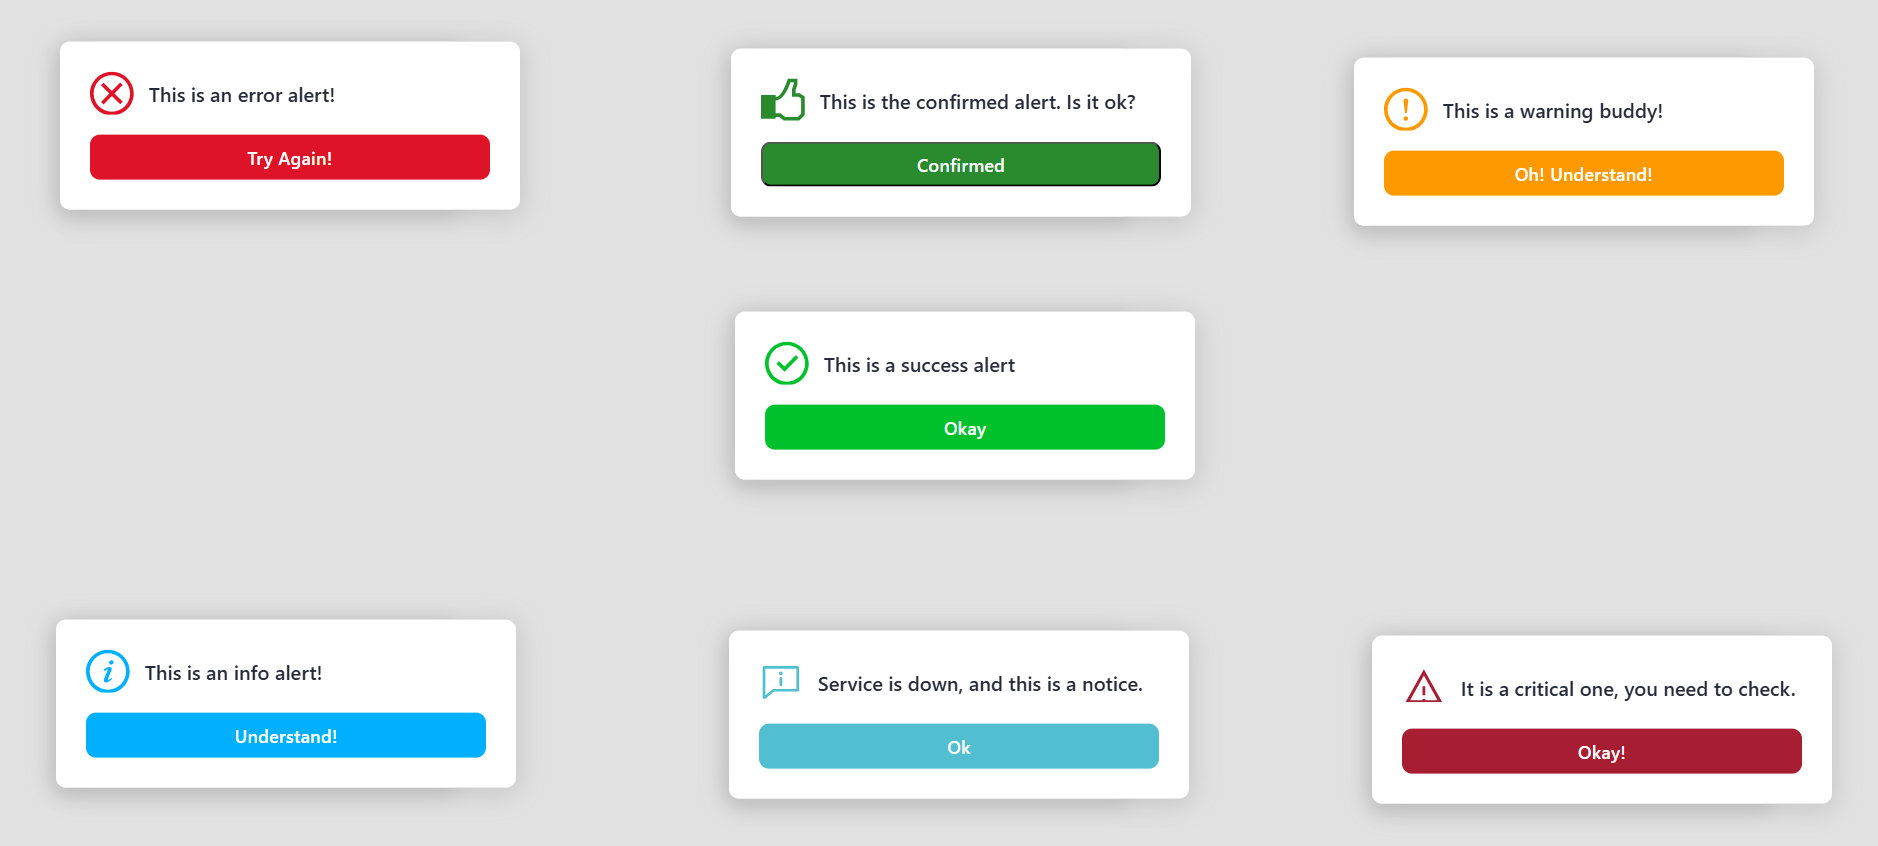 This is an error alert!
Try Again!
This is the confirmed alert. Is it ok?
Confirmed
This is a warning buddy!
Oh! Understand!
This is a success alert
Okay
This is an info alert!
Understand!
Service is down, and this is a notice.
Ok
It is a critical one, you need to check.
Okay!